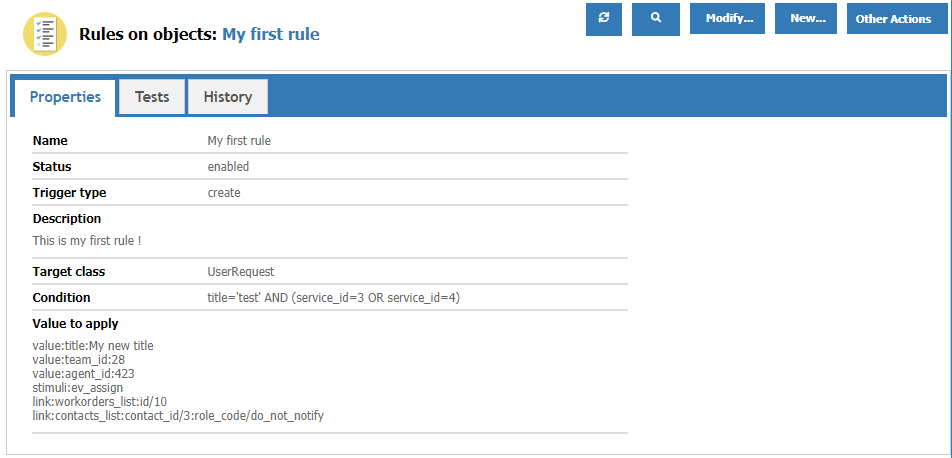 Rules on objects: My first rule
Modify...
New...
Other Actions
Properties
Tests
History
Name My first rule
Status enabled
Trigger type create
Description
This is my first rule !
Target class UserRequest
Condition title='test' AND (service_id=3 OR service_id=4)
Value to apply
value:title:My new title
value:team_id:28
value:agent_id:423
stimuli:ev_assign
link:workorders_list:id/10
link:contacts_list:contact_id/3:role_code/do_not_notify